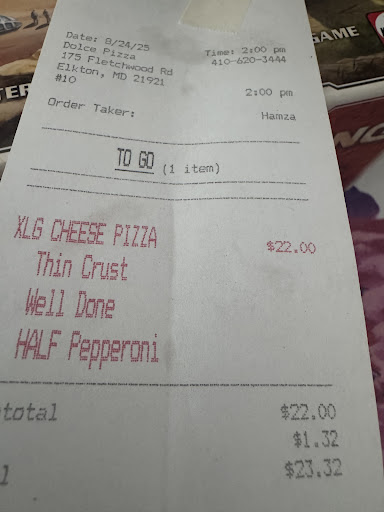 Date: 8/24/25 Time: 2:00 pm
Dolce Pizza 410-620-3444
175 Fletchwood Rd
Elkton, MD 21921
#10 2:00 pm
Order Taker: Hamza
TO GO (1 item)
XLG CHEESE PIZZA $22.00
Thin Crust
Well Done
HALF Pepperoni
total $22.00
$1.32
l $23.32
GAME